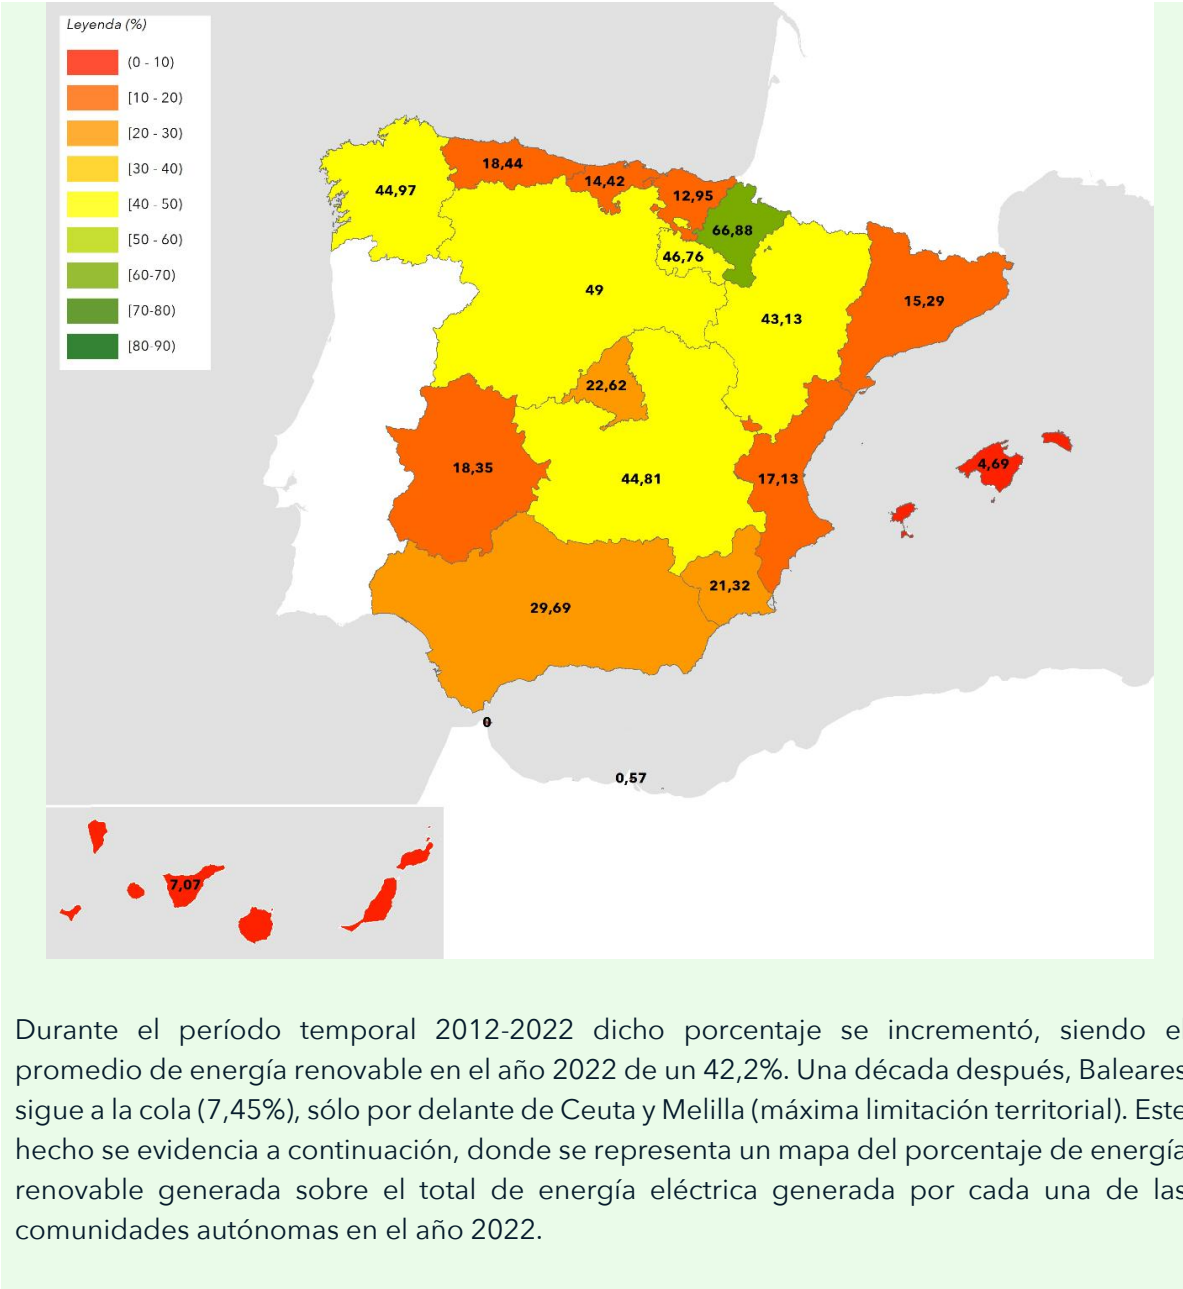 Leyenda (%)
(0 - 10)
[10 - 20)
[20 - 30)
[30 - 40)
[40 - 50)
[50 - 60)
[60-70)
[70-80)
[80-90)
18,44
14,42
12,95
44,97
66,88
46,76
49
15,29
43,13
22,62
4,69
18,35
44,81
17,13
21,32
29,69
0
0,57
7,07
Durante el período temporal 2012-2022 dicho porcentaje se incrementó, siendo el
promedio de energía renovable en el año 2022 de un 42,2%. Una década después, Baleares
sigue a la cola (7,45%), sólo por delante de Ceuta y Melilla (máxima limitación territorial). Este
hecho se evidencia a continuación, donde se representa un mapa del porcentaje de energía
renovable generada sobre el total de energía eléctrica generada por cada una de las
comunidades autónomas en el año 2022.